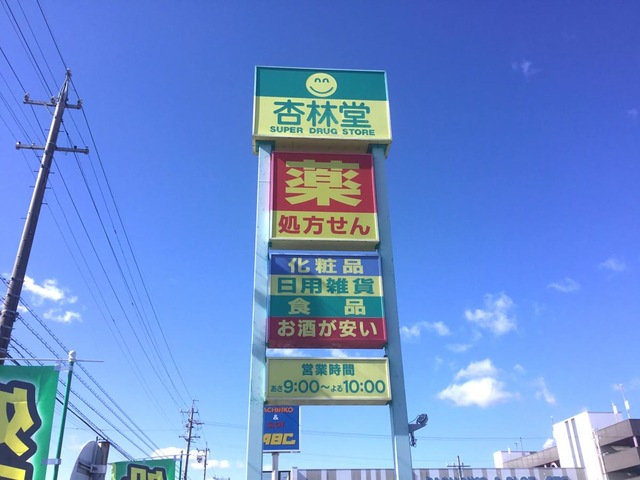 杏林堂
SUPER DRUG STORE
薬
処方せん
化粧品
日用雑貨
食品
お酒が安い
営業時間
あさ9:00〜よる10:00
&
ABC